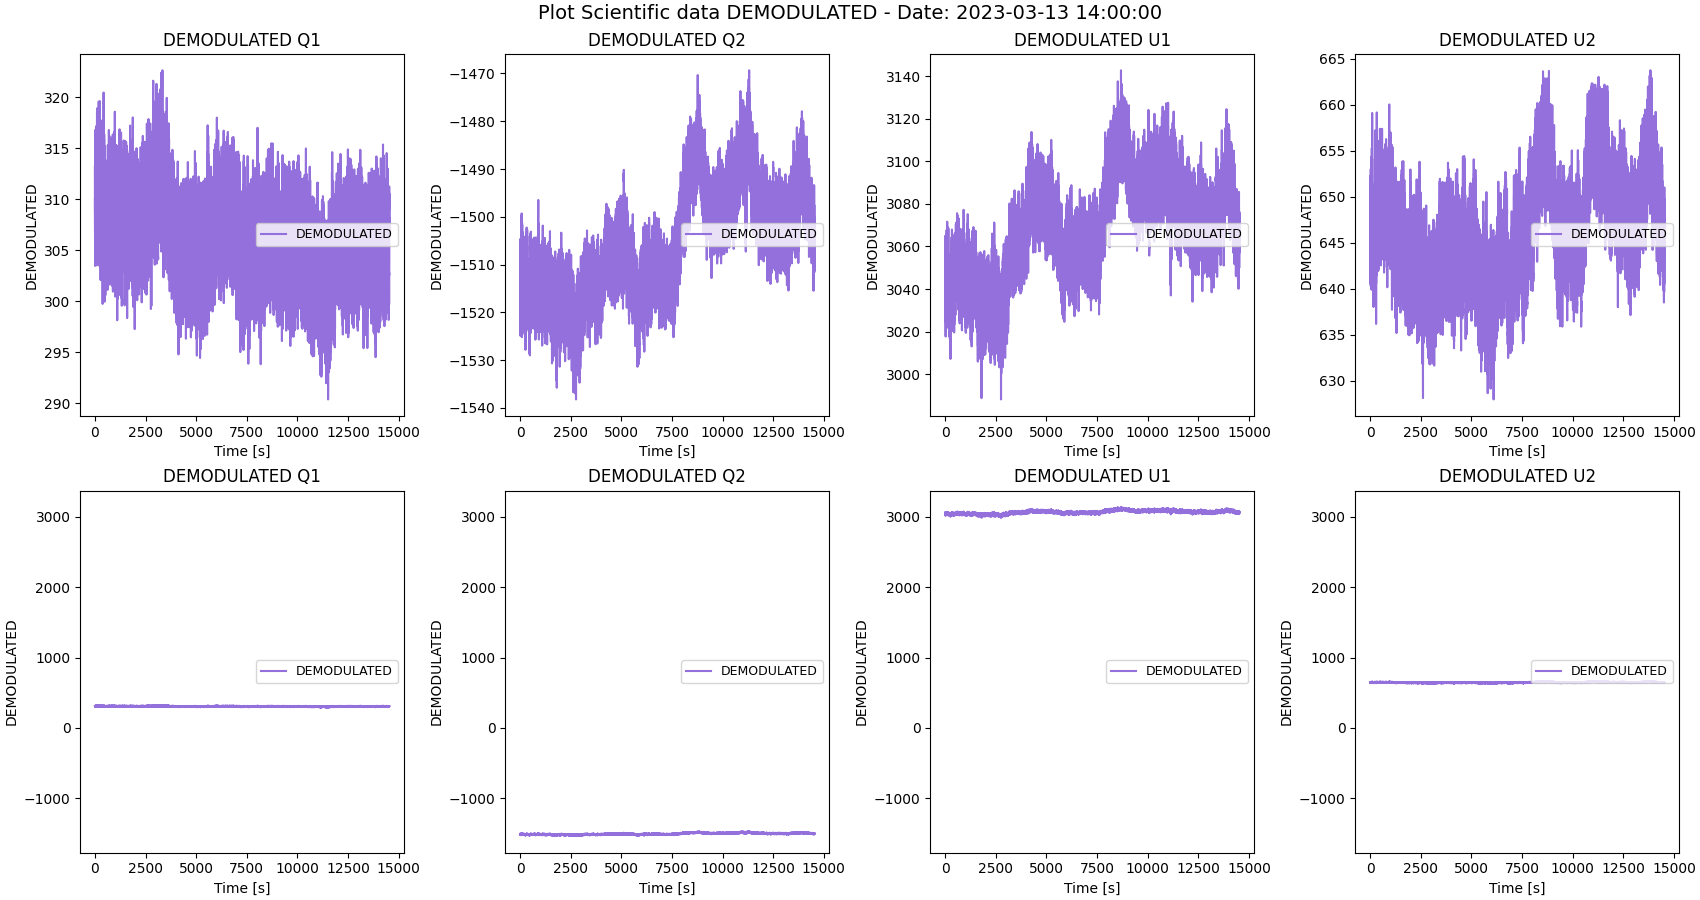 Plot Scientific data DEMODULATED - Date: 2023-03-13 14:00:00
DEMODULATED Q1
DEMODULATED Q2
DEMODULATED U1
DEMODULATED U2
DEMODULATED
320
315
310
305
300
295
290
DEMODULATED
0 2500 5000 7500 10000 12500 15000
Time [s]
DEMODULATED
−1470
−1480
−1490
−1500
−1510
−1520
−1530
−1540
DEMODULATED
0 2500 5000 7500 10000 12500 15000
Time [s]
DEMODULATED
3140
3120
3100
3080
3060
3040
3020
3000
DEMODULATED
0 2500 5000 7500 10000 12500 15000
Time [s]
DEMODULATED
665
660
655
650
645
640
635
630
DEMODULATED
0 2500 5000 7500 10000 12500 15000
Time [s]
DEMODULATED Q1
DEMODULATED Q2
DEMODULATED U1
DEMODULATED U2
DEMODULATED
3000
2000
1000
0
−1000
DEMODULATED
0 2500 5000 7500 10000 12500 15000
Time [s]
DEMODULATED
3000
2000
1000
0
−1000
DEMODULATED
0 2500 5000 7500 10000 12500 15000
Time [s]
DEMODULATED
3000
2000
1000
0
−1000
DEMODULATED
0 2500 5000 7500 10000 12500 15000
Time [s]
DEMODULATED
3000
2000
1000
0
−1000
DEMODULATED
0 2500 5000 7500 10000 12500 15000
Time [s]